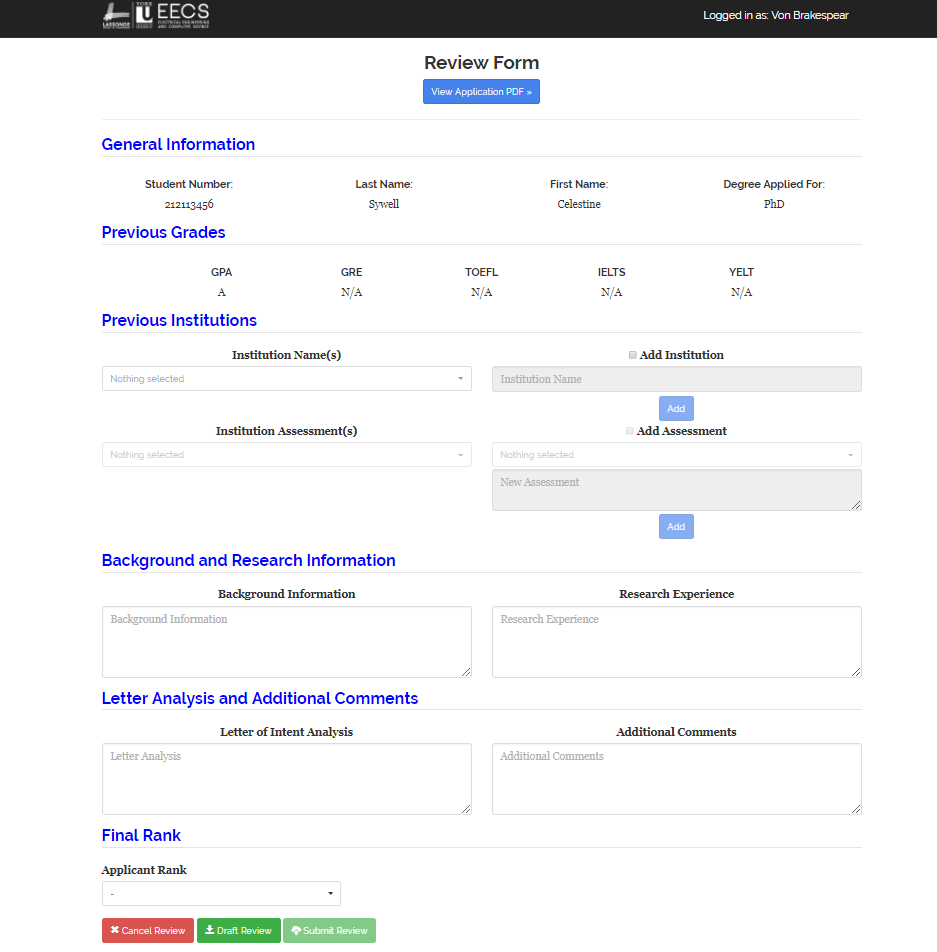 LASSONDE
YORK
U
EECS
ELECTRICAL ENGINEERING
AND COMPUTER SCIENCE
Logged in as: Von Brakespear
Review Form
View Application PDF »
General Information
Student Number: Last Name: First Name: Degree Applied For:
212113456 Sywell Celestine PhD
Previous Grades
GPA GRE TOEFL IELTS YELT
A N/A N/A N/A N/A
Previous Institutions
Institution Name(s) Add Institution
Nothing selected Institution Name
Add
Institution Assessment(s) Add Assessment
Nothing selected Nothing selected
New Assessment
Add
Background and Research Information
Background Information Research Experience
Background Information Research Experience
Letter Analysis and Additional Comments
Letter of Intent Analysis Additional Comments
Letter Analysis Additional Comments
Final Rank
Applicant Rank
-
Cancel Review Draft Review Submit Review